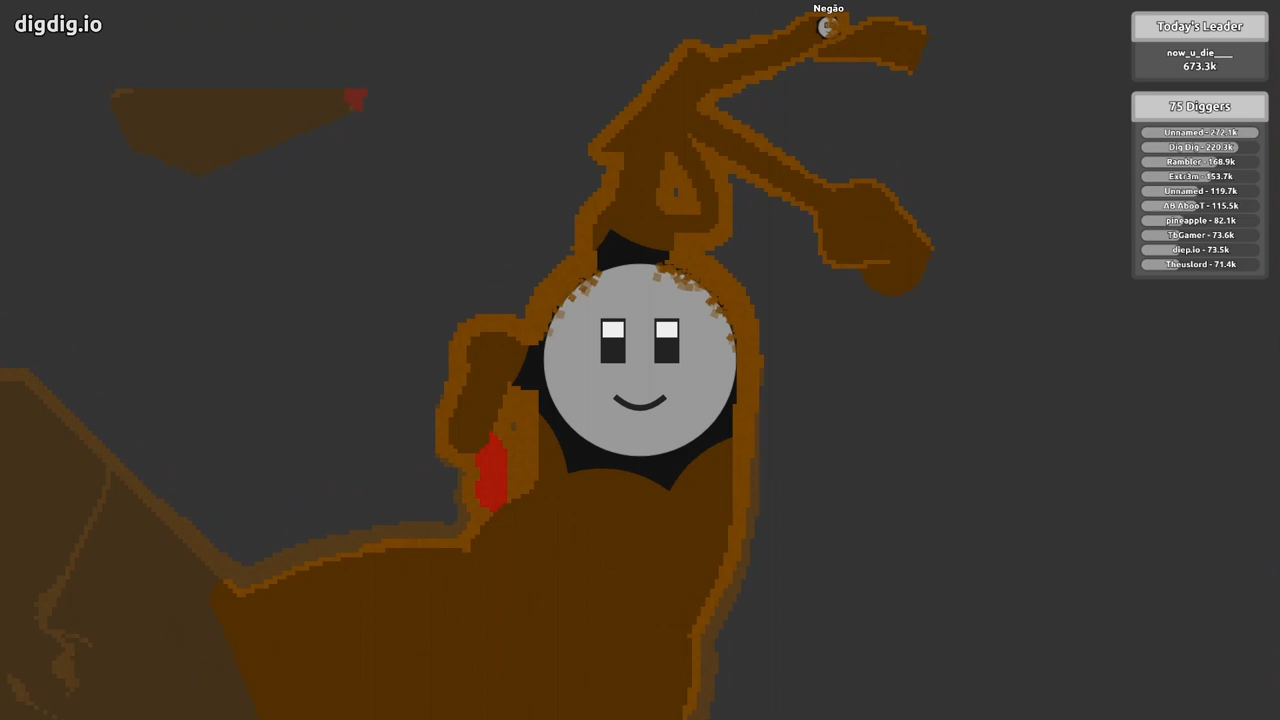 digdig.io
Negão
Today's Leader
now_u_die____
673.3k
75 Diggers
Unnamed - 272.1k
Dig Dig - 220.3k
Rambler - 168.9k
Extr3m - 153.7k
Unnamed - 119.7k
AB AbooT - 115.5k
pineapple - 82.1k
TbGamer - 73.6k
diep.io - 73.5k
Theuslord - 71.4k